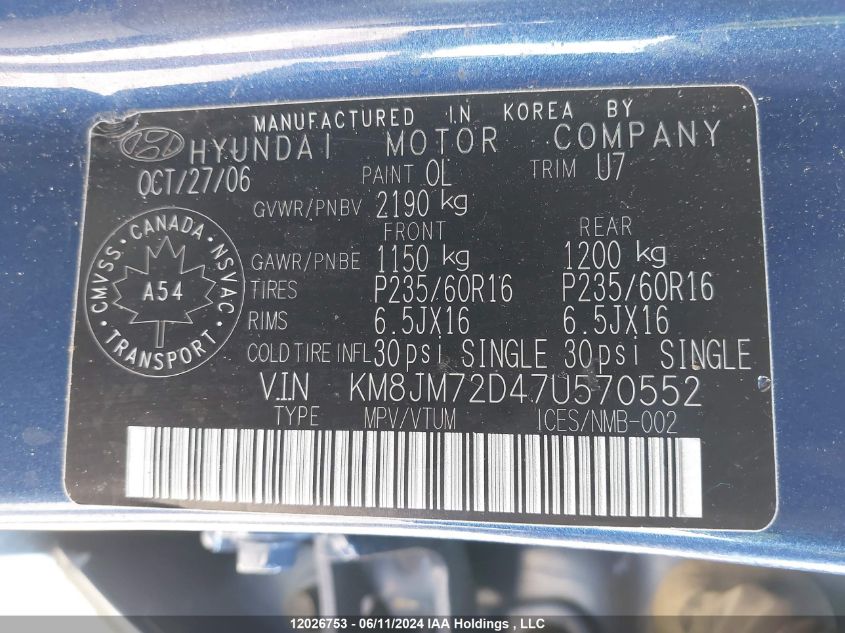 MANUFACTURED IN KOREA BY
HYUNDAI MOTOR COMPANY
OCT/27/06 PAINT OL TRIM U7
GVWR/PNBV 2190 kg
FRONT REAR
GAWR/PNBE 1150 kg 1200 kg
TIRES P235/60R16 P235/60R16
RIMS 6.5JX16 6.5JX16
COLD TIRE INFL 30psi SINGLE 30psi SINGLE
V.I.N KM8JM72D47U570552
TYPE MPV/VTUM ICES/NMB-002
CMVSS · CANADA · NSVAC
A54
· TRANSPORT ·
12026753 - 06/11/2024 IAA Holdings , LLC